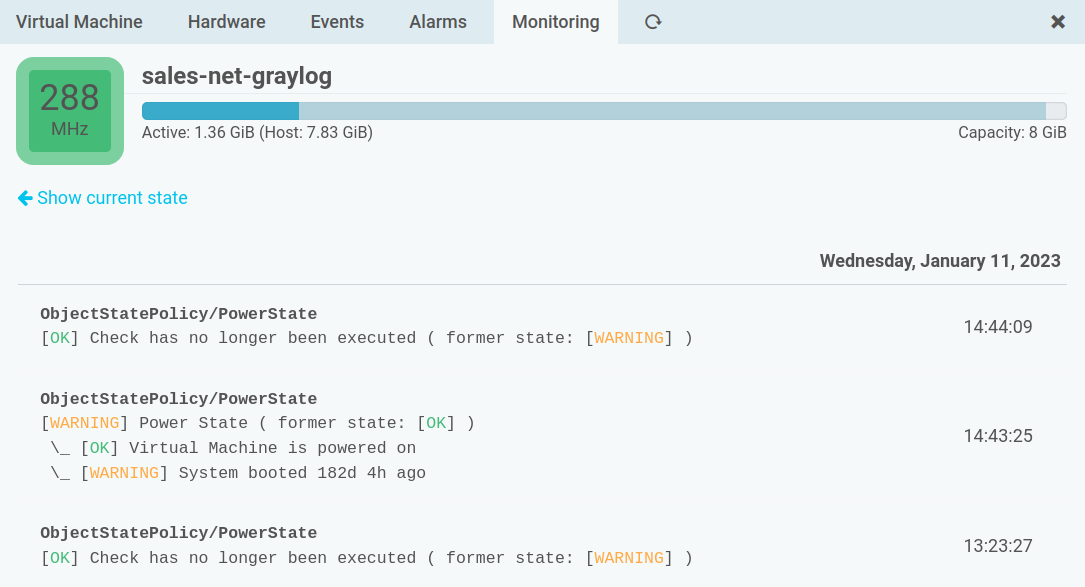 Virtual Machine Hardware Events Alarms Monitoring
288
MHz
sales-net-graylog
Active: 1.36 GiB (Host: 7.83 GiB) Capacity: 8 GiB
Show current state
Wednesday, January 11, 2023
ObjectStatePolicy/PowerState
[OK] Check has no longer been executed ( former state: [WARNING] )
14:44:09
ObjectStatePolicy/PowerState
[WARNING] Power State ( former state: [OK] )
\_ [OK] Virtual Machine is powered on
\_ [WARNING] System booted 182d 4h ago
14:43:25
ObjectStatePolicy/PowerState
[OK] Check has no longer been executed ( former state: [WARNING] )
13:23:27